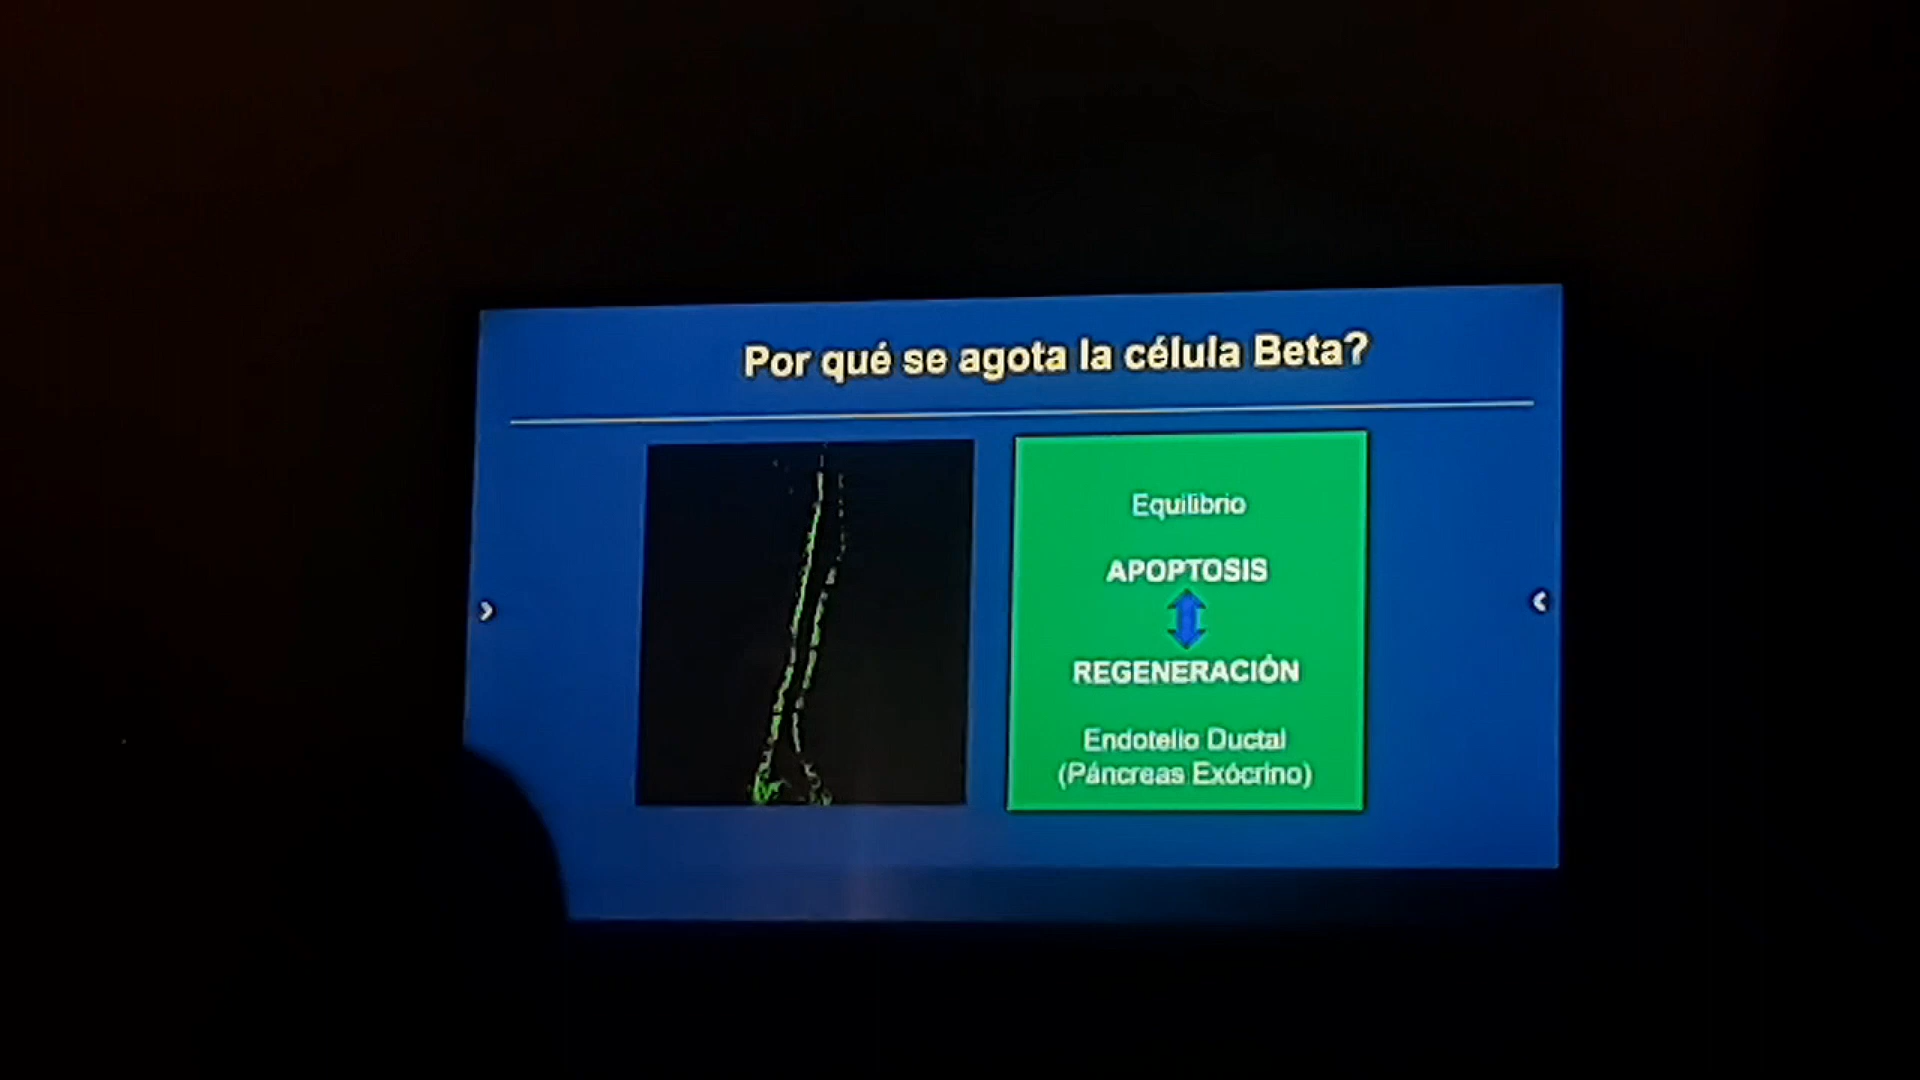 Por qué se agota la célula Beta?
Equilibrio
APOPTOSIS
REGENERACIÓN
Endotelio Ductal
(Páncreas Exócrino)